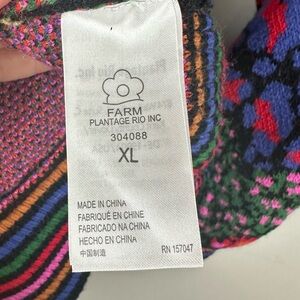 FARM
PLANTAGE RIO INC
304088
XL
MADE IN CHINA
FABRIQUÉ EN CHINE
FABRICADO NA CHINA
HECHO EN CHINA
中国制造
RN 157047